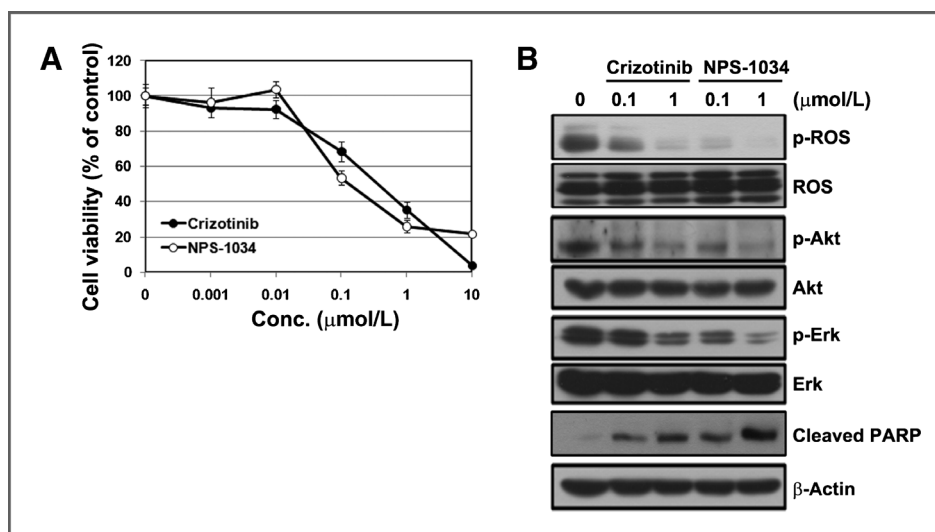 A
Cell viability (% of control)
120
100
80
60
40
20
0
Crizotinib
NPS-1034
0 0.001 0.01 0.1 1 10
Conc. (μmol/L)
B
Crizotinib NPS-1034
0 0.1 1 0.1 1 (μmol/L)
p-ROS
ROS
p-Akt
Akt
p-Erk
Erk
Cleaved PARP
β-Actin